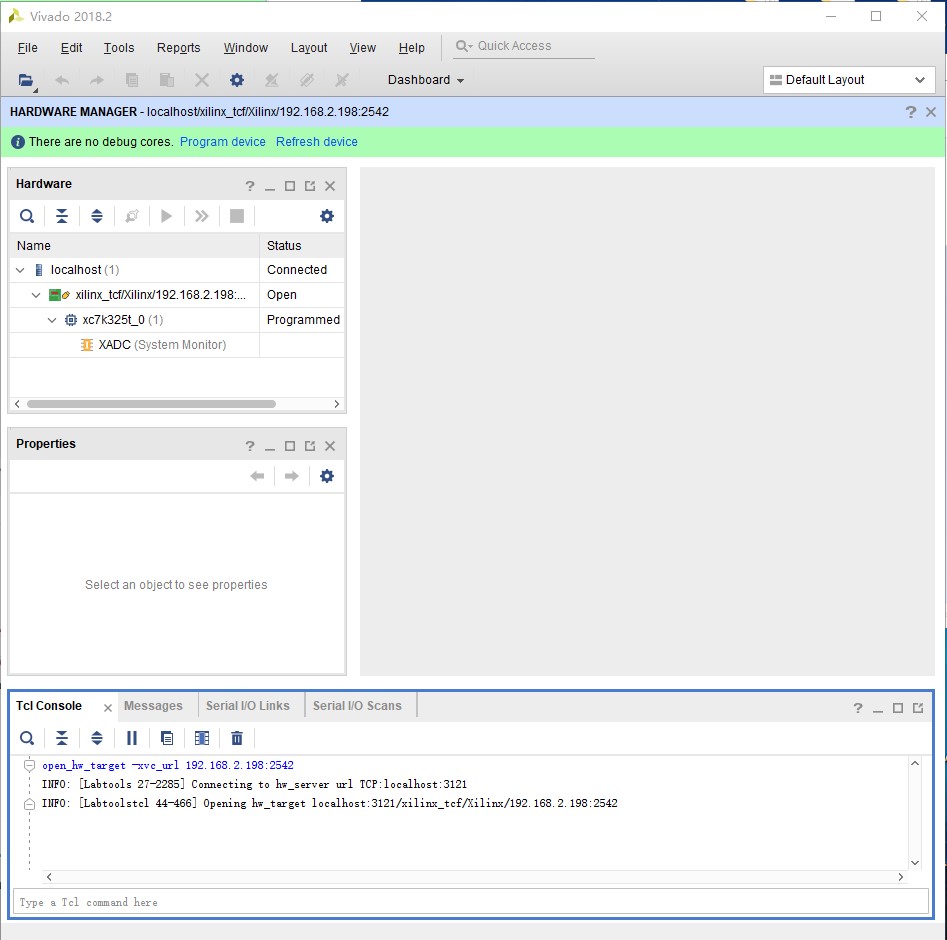 Vivado 2018.2
File Edit Tools Reports Window Layout View Help Quick Access
Dashboard Default Layout
HARDWARE MANAGER - localhost/xilinx_tcf/Xilinx/192.168.2.198:2542
There are no debug cores. Program device Refresh device
Hardware
Name Status
localhost (1) Connected
xilinx_tcf/Xilinx/192.168.2.198:... Open
xc7k325t_0 (1) Programmed
XADC (System Monitor)
Properties
Select an object to see properties
Tcl Console Messages Serial I/O Links Serial I/O Scans
open_hw_target -xvc_url 192.168.2.198:2542
INFO: [Labtools 27-2285] Connecting to hw_server url TCP:localhost:3121
INFO: [Labtoolstcl 44-466] Opening hw_target localhost:3121/xilinx_tcf/Xilinx/192.168.2.198:2542
Type a Tcl command here